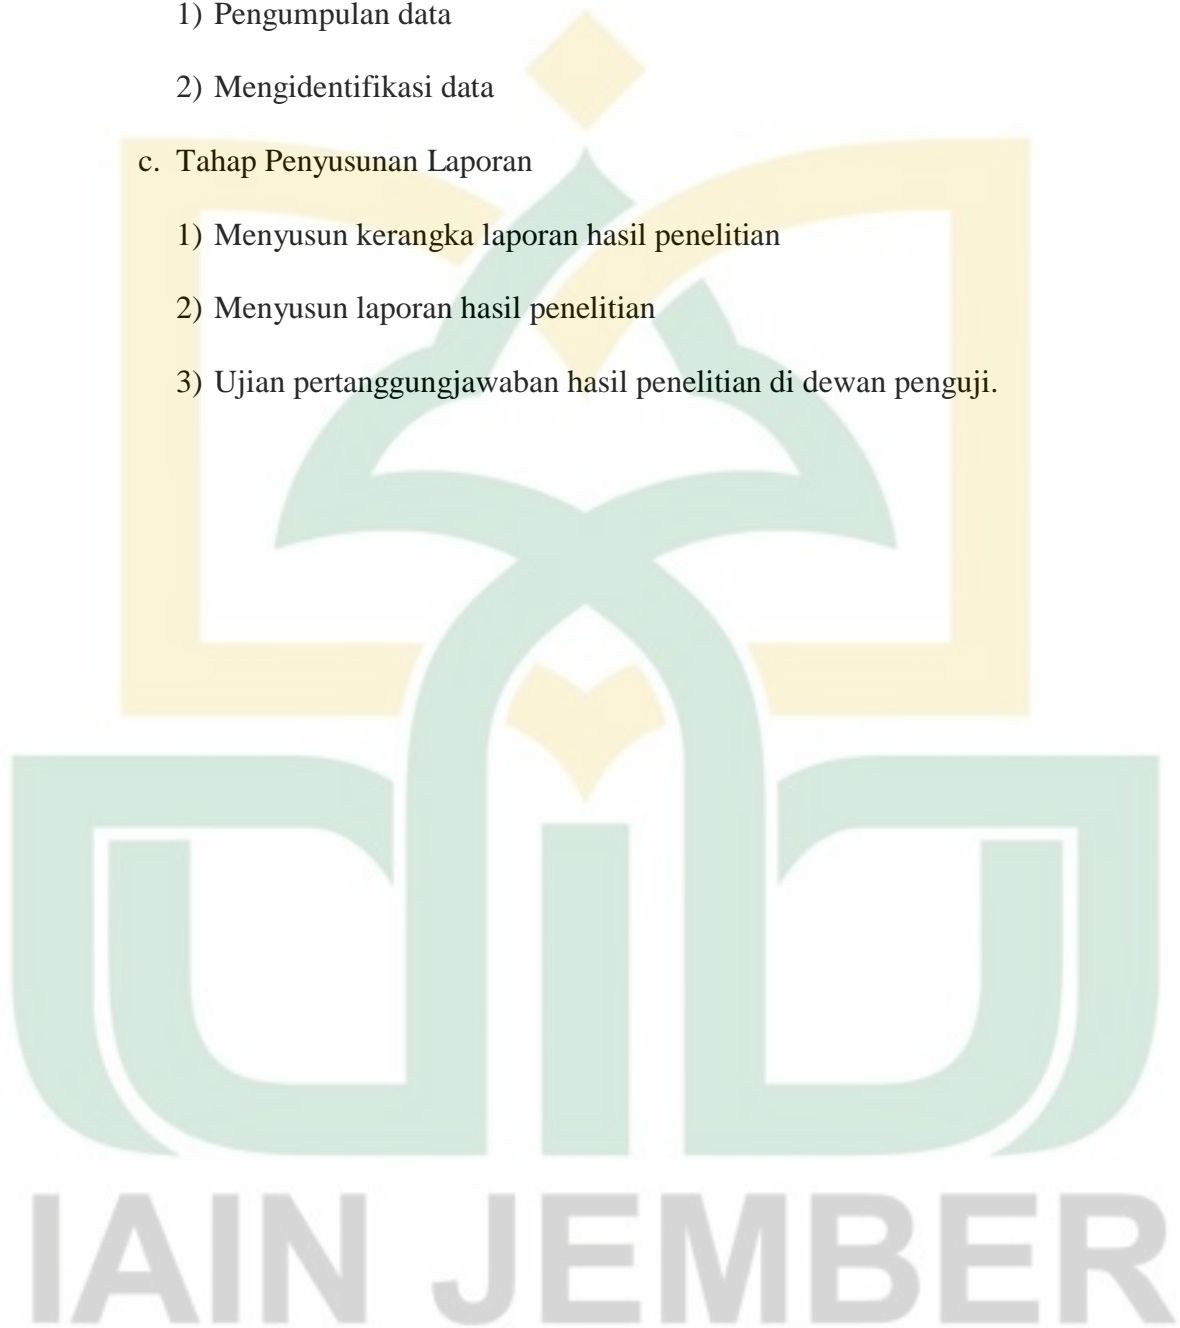 1) Pengumpulan data
2) Mengidentifikasi data
c. Tahap Penyusunan Laporan
1) Menyusun kerangka laporan hasil penelitian
2) Menyusun laporan hasil penelitian
3) Ujian pertanggungjawaban hasil penelitian di dewan penguji.
IAIN JEMBER